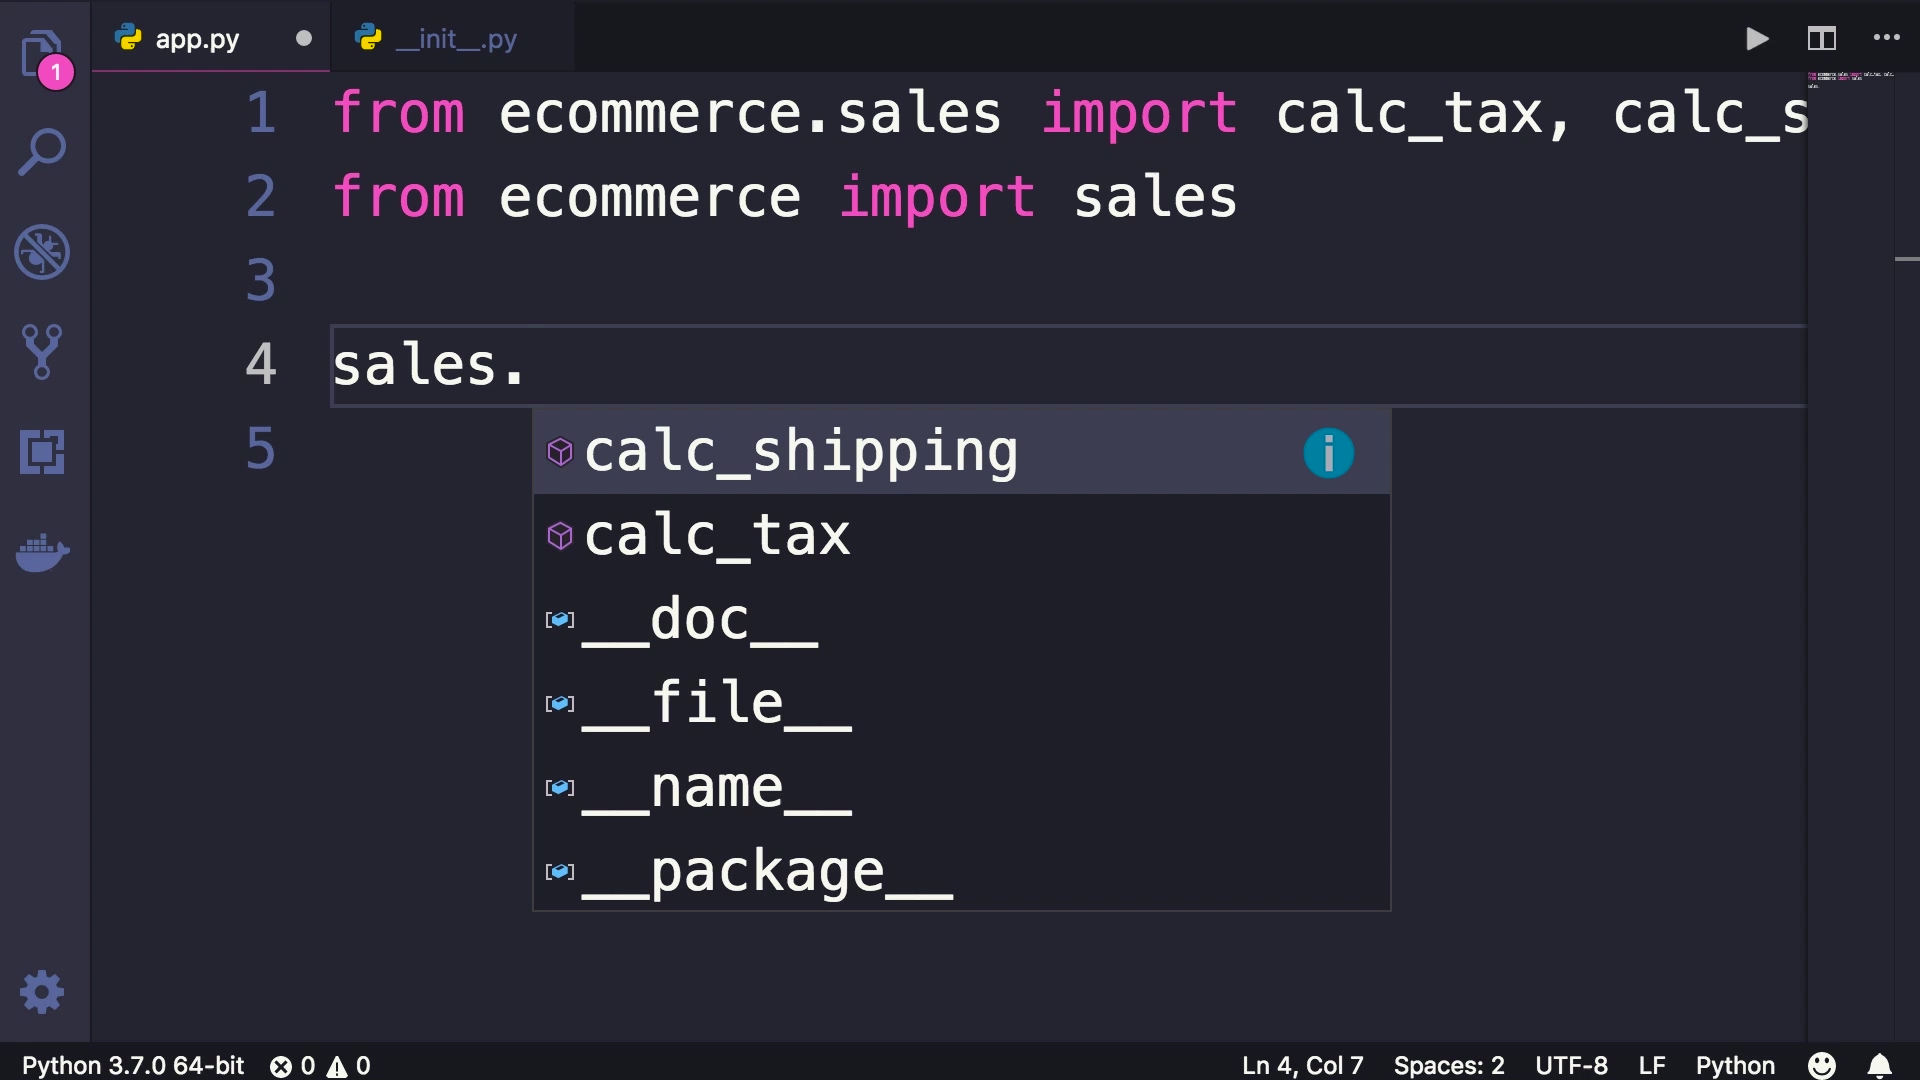 app.py
__init__.py
1
1 from ecommerce.sales import calc_tax, calc_s
2 from ecommerce import sales
3
4 sales.
5
calc_shipping
calc_tax
__doc__
__file__
__name__
__package__
Python 3.7.0 64-bit 0 0 Ln 4, Col 7 Spaces: 2 UTF-8 LF Python